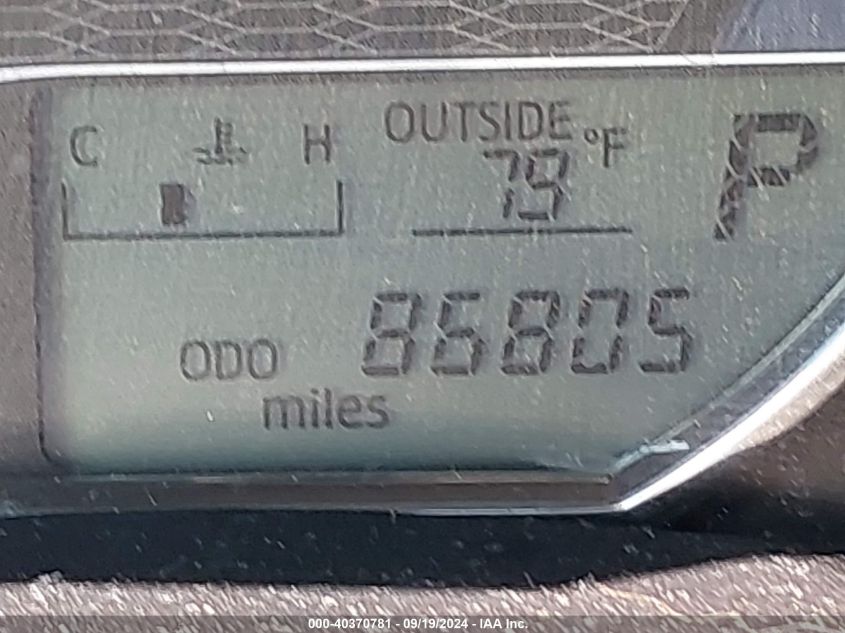 C H
OUTSIDE
79 °F
P
ODO 86805
miles
000-40370781 - 09/19/2024 - IAA Inc.